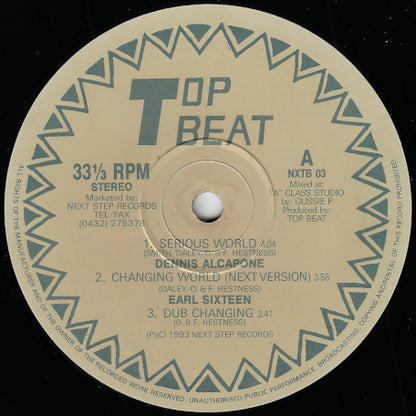 TOP
BEAT
33⅓ RPM
STEREO
Marketed by:
NEXT STEP RECORDS
TEL/FAX
(0432) 275378
A
NXTB 03
Mixed at:
"A" CLASS STUDIO
by: GUSSIE P
Produced by:
TOP BEAT
1. SERIOUS WORLD 4.04
(SMITH/DALEY/O. & F. HESTNESS)
DENNIS ALCAPONE
2. CHANGING WORLD (NEXT VERSION) 3.58
(DALEY/O. & F. HESTNESS)
EARL SIXTEEN
3. DUB CHANGING 3.41
(O. & F. HESTNESS)
(P)(C) 1993 NEXT STEP RECORDS
ALL RIGHTS OF THE MANUFACTURER AND OF THE OWNER OF THE RECORDED WORK RESERVED. UNAUTHORISED PUBLIC PERFORMANCE, BROADCASTING, COPYING AND RENTAL OF THIS RECORD PROHIBITED.